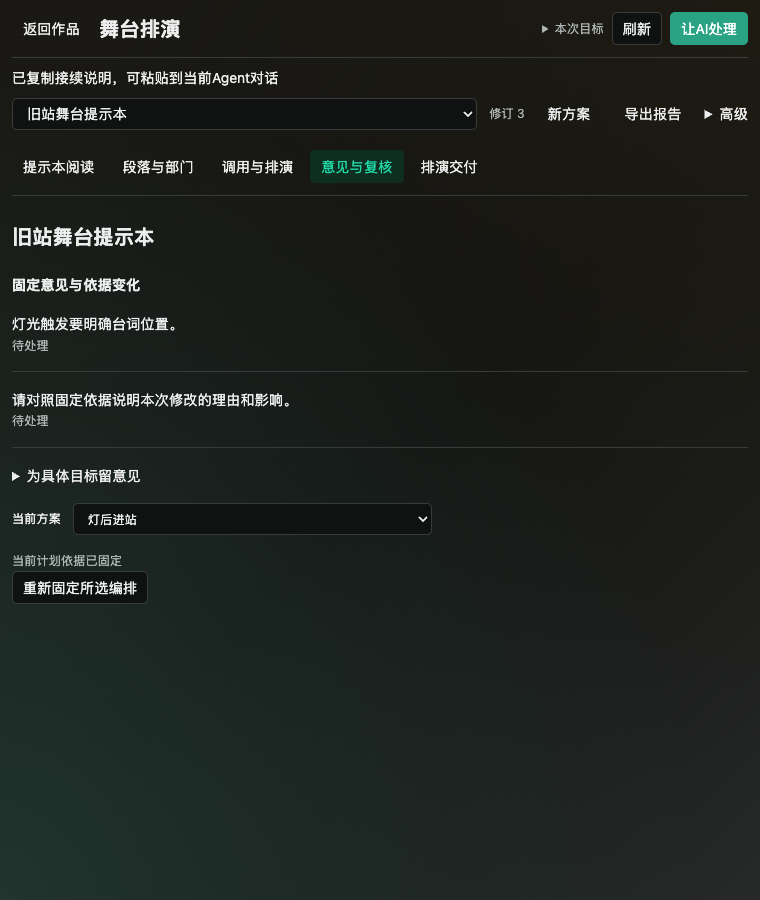 返回作品 舞台排演 ▶ 本次目标 刷新 让AI处理
已复制接续说明，可粘贴到当前Agent对话
旧站舞台提示本 修订 3 新方案 导出报告 ▶ 高级
提示本阅读 段落与部门 调用与排演 意见与复核 排演交付
旧站舞台提示本
固定意见与依据变化
灯光触发要明确台词位置。
待处理
请对照固定依据说明本次修改的理由和影响。
待处理
▶ 为具体目标留意见
当前方案 灯后进站
当前计划依据已固定
重新固定所选编排